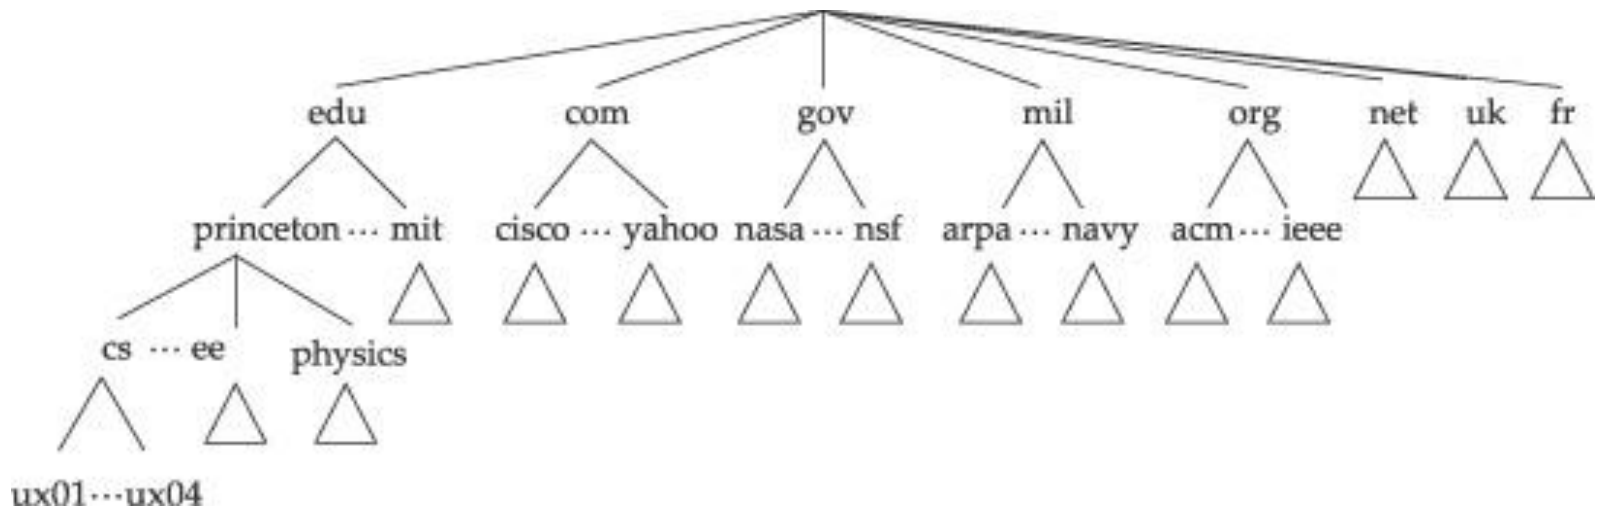 edu com gov mil org net uk fr
princeton ··· mit cisco ··· yahoo nasa ··· nsf arpa ··· navy acm ··· ieee
cs ··· ee physics
ux01 ··· ux04